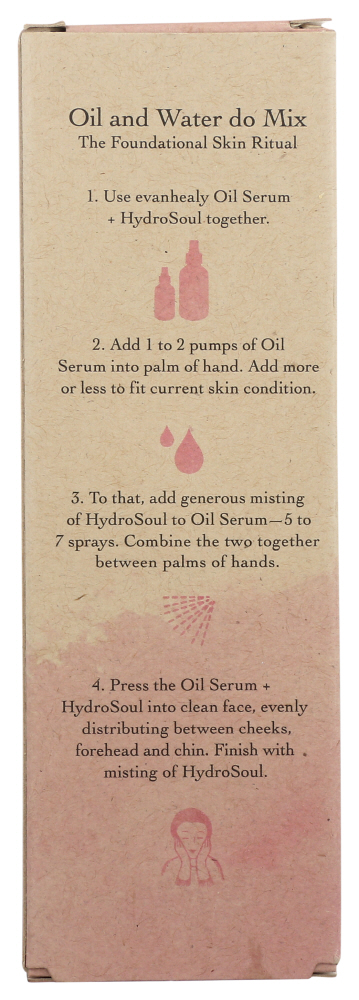 Oil and Water do Mix
The Foundational Skin Ritual
1. Use evanhealy Oil Serum
+ HydroSoul together.
2. Add 1 to 2 pumps of Oil
Serum into palm of hand. Add more
or less to fit current skin condition.
3. To that, add generous misting
of HydroSoul to Oil Serum—5 to
7 sprays. Combine the two together
between palms of hands.
4. Press the Oil Serum +
HydroSoul into clean face, evenly
distributing between cheeks,
forehead and chin. Finish with
misting of HydroSoul.